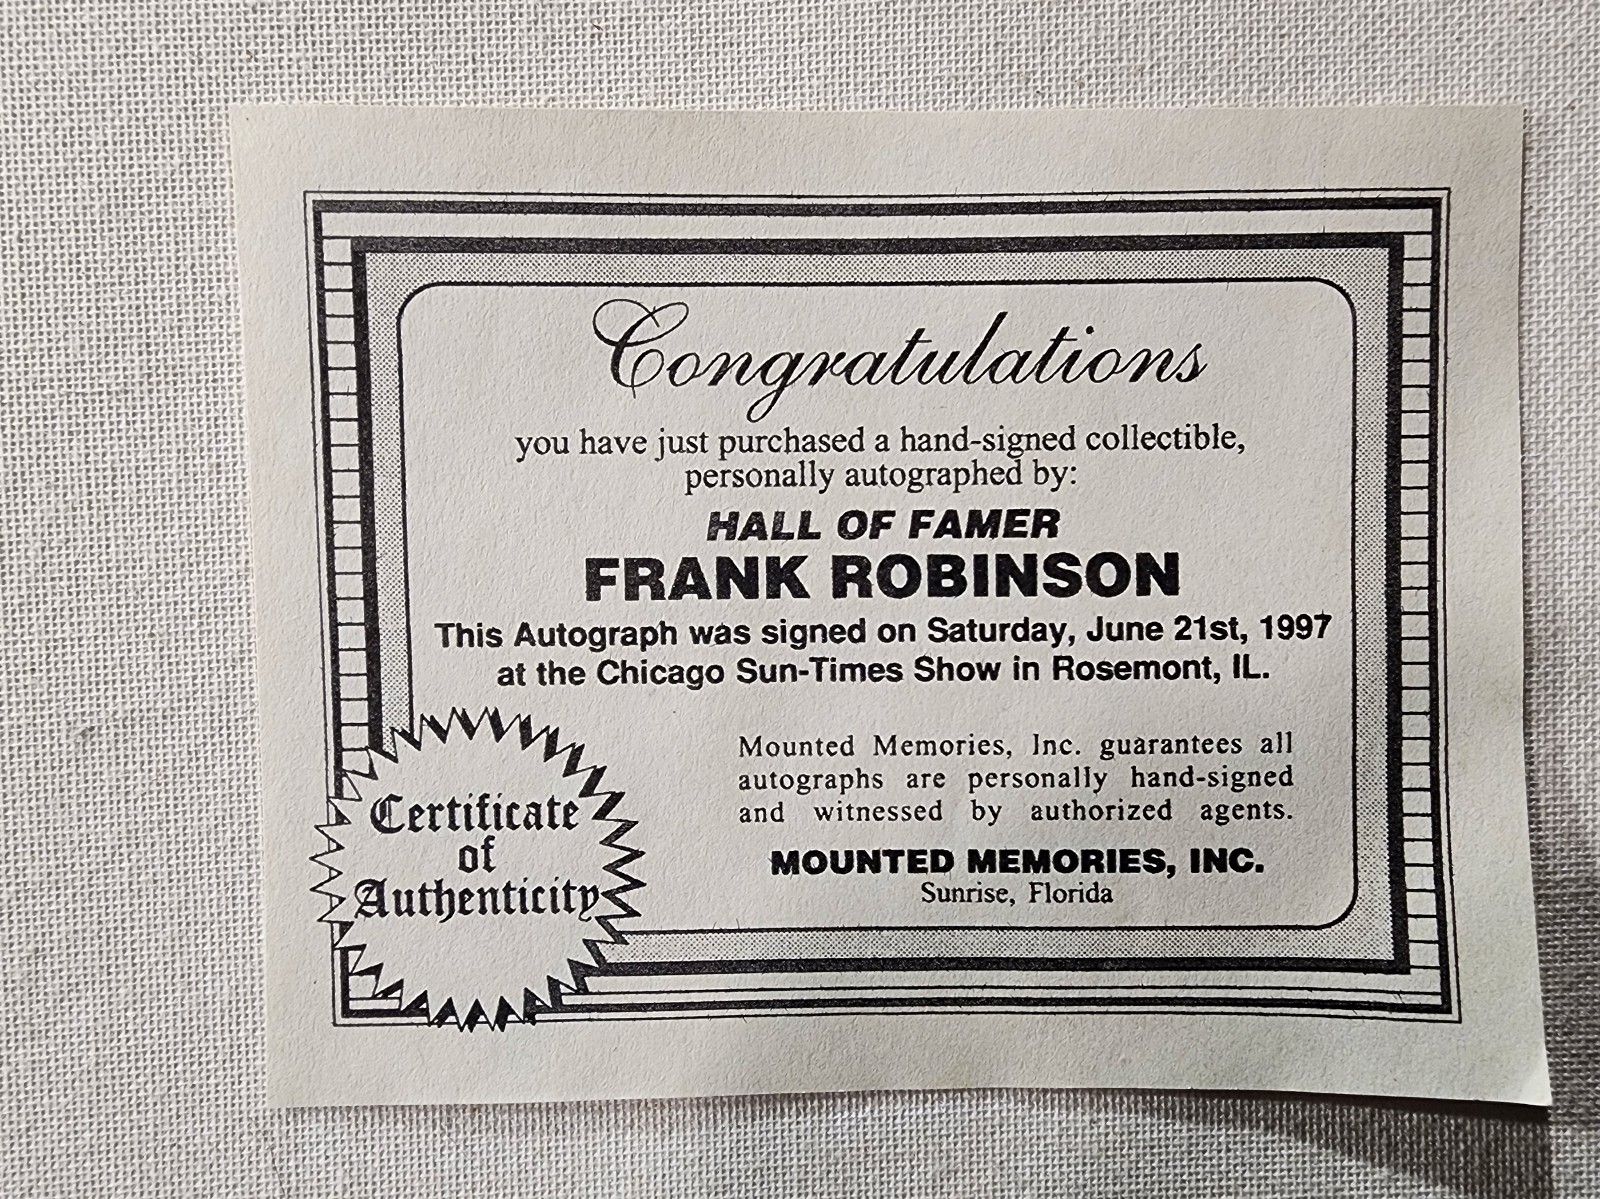 Congratulations
you have just purchased a hand-signed collectible,
personally autographed by:
HALL OF FAMER
FRANK ROBINSON
This Autograph was signed on Saturday, June 21st, 1997
at the Chicago Sun-Times Show in Rosemont, IL.
Mounted Memories, Inc. guarantees all
autographs are personally hand-signed
and witnessed by authorized agents.
MOUNTED MEMORIES, INC.
Sunrise, Florida
Certificate
of
Authenticity